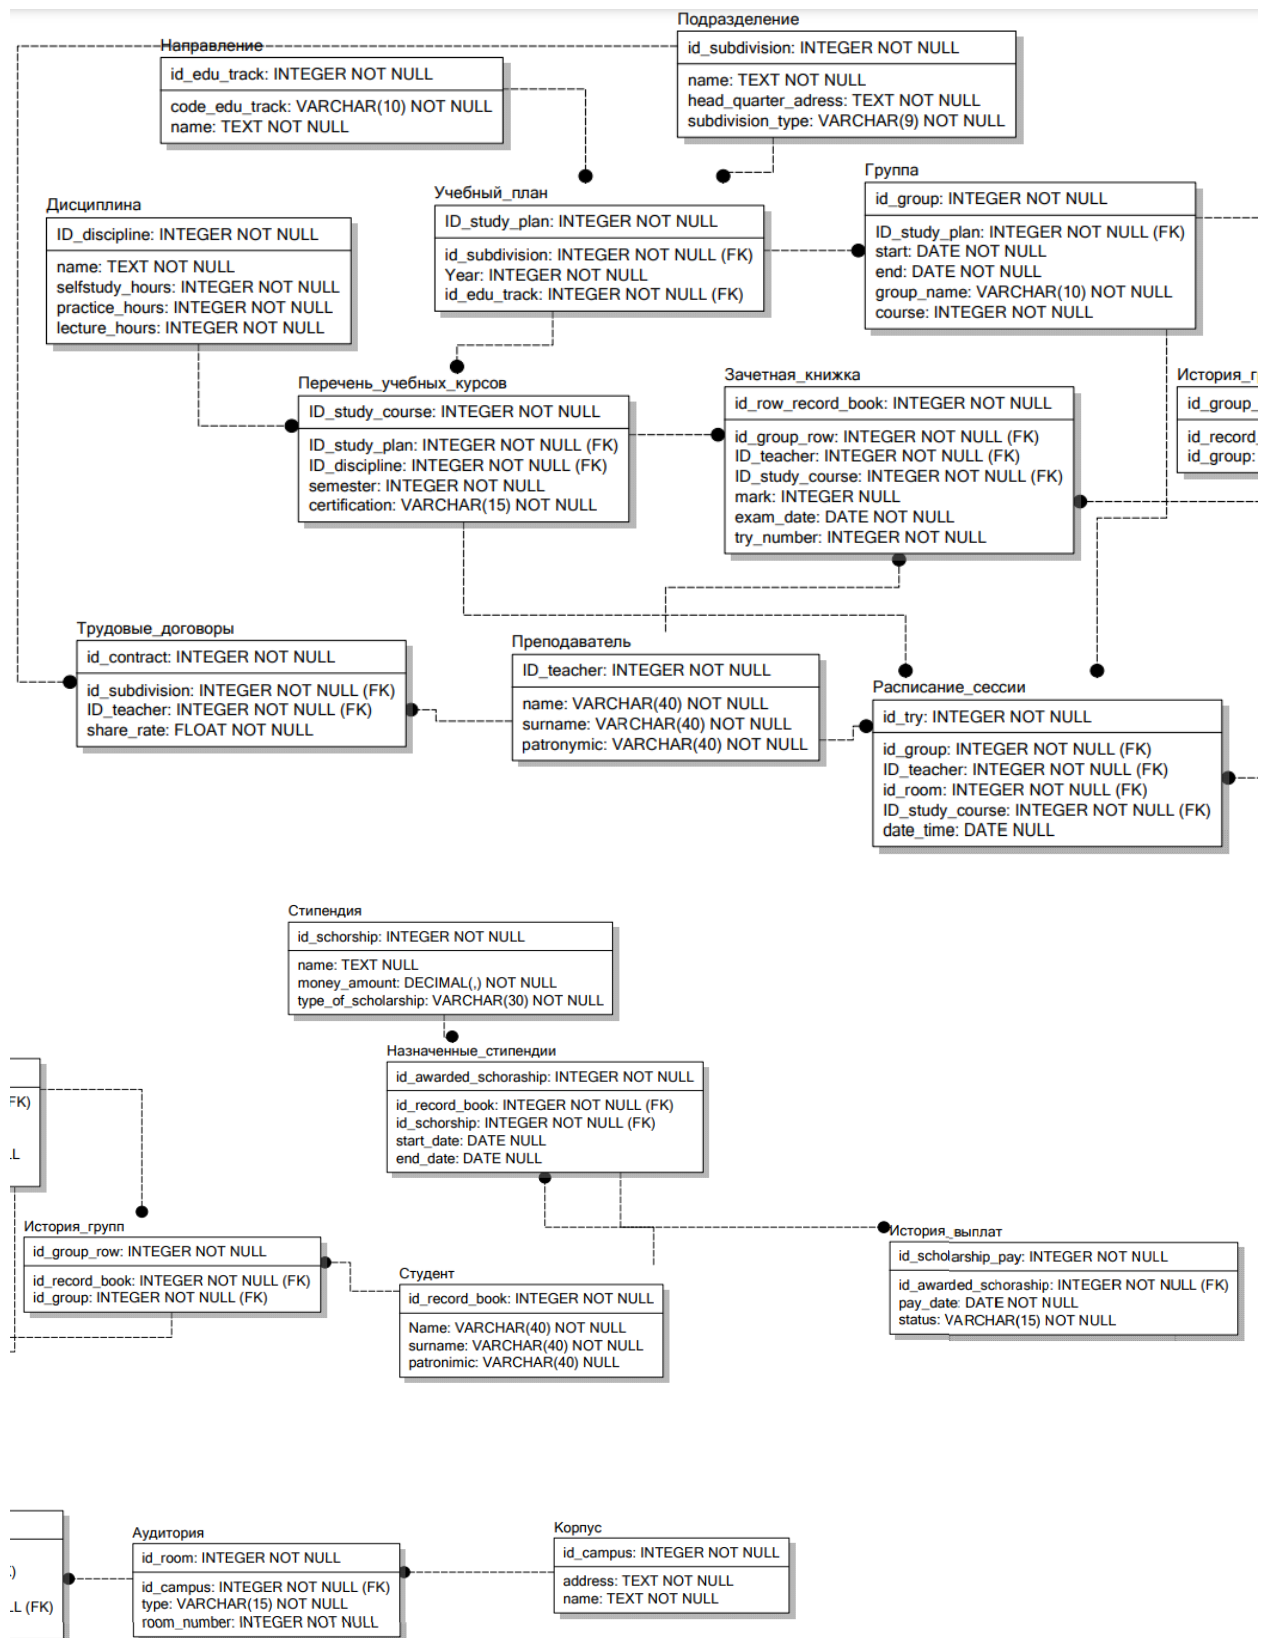 Подразделение
id_subdivision: INTEGER NOT NULL
name: TEXT NOT NULL
head_quarter_adress: TEXT NOT NULL
subdivision_type: VARCHAR(9) NOT NULL
Направление
id_edu_track: INTEGER NOT NULL
code_edu_track: VARCHAR(10) NOT NULL
name: TEXT NOT NULL
Группа
id_group: INTEGER NOT NULL
ID_study_plan: INTEGER NOT NULL (FK)
start: DATE NOT NULL
end: DATE NOT NULL
group_name: VARCHAR(10) NOT NULL
course: INTEGER NOT NULL
Учебный_план
ID_study_plan: INTEGER NOT NULL
id_subdivision: INTEGER NOT NULL (FK)
Year: INTEGER NOT NULL
id_edu_track: INTEGER NOT NULL (FK)
Дисциплина
ID_discipline: INTEGER NOT NULL
name: TEXT NOT NULL
selfstudy_hours: INTEGER NOT NULL
practice_hours: INTEGER NOT NULL
lecture_hours: INTEGER NOT NULL
Перечень_учебных_курсов
ID_study_course: INTEGER NOT NULL
ID_study_plan: INTEGER NOT NULL (FK)
ID_discipline: INTEGER NOT NULL (FK)
semester: INTEGER NOT NULL
certification: VARCHAR(15) NOT NULL
Зачетная_книжка
id_row_record_book: INTEGER NOT NULL
id_group_row: INTEGER NOT NULL (FK)
ID_teacher: INTEGER NOT NULL (FK)
ID_study_course: INTEGER NOT NULL (FK)
mark: INTEGER NULL
exam_date: DATE NOT NULL
try_number: INTEGER NOT NULL
История_г
id_group_
id_record_
id_group:
Трудовые_договоры
id_contract: INTEGER NOT NULL
id_subdivision: INTEGER NOT NULL (FK)
ID_teacher: INTEGER NOT NULL (FK)
share_rate: FLOAT NOT NULL
Преподаватель
ID_teacher: INTEGER NOT NULL
name: VARCHAR(40) NOT NULL
surname: VARCHAR(40) NOT NULL
patronymic: VARCHAR(40) NOT NULL
Расписание_сессии
id_try: INTEGER NOT NULL
id_group: INTEGER NOT NULL (FK)
ID_teacher: INTEGER NOT NULL (FK)
id_room: INTEGER NOT NULL (FK)
ID_study_course: INTEGER NOT NULL (FK)
date_time: DATE NULL
Стипендия
id_schorship: INTEGER NOT NULL
name: TEXT NULL
money_amount: DECIMAL(,) NOT NULL
type_of_scholarship: VARCHAR(30) NOT NULL
Назначенные_стипендии
id_awarded_schoraship: INTEGER NOT NULL
id_record_book: INTEGER NOT NULL (FK)
id_schorship: INTEGER NOT NULL (FK)
start_date: DATE NULL
end_date: DATE NULL
FK)
.L
История_групп
id_group_row: INTEGER NOT NULL
id_record_book: INTEGER NOT NULL (FK)
id_group: INTEGER NOT NULL (FK)
Студент
id_record_book: INTEGER NOT NULL
Name: VARCHAR(40) NOT NULL
surname: VARCHAR(40) NOT NULL
patronimic: VARCHAR(40) NULL
История_выплат
id_scholarship_pay: INTEGER NOT NULL
id_awarded_schoraship: INTEGER NOT NULL (FK)
pay_date: DATE NOT NULL
status: VARCHAR(15) NOT NULL
)
.L (FK)
Аудитория
id_room: INTEGER NOT NULL
id_campus: INTEGER NOT NULL (FK)
type: VARCHAR(15) NOT NULL
room_number: INTEGER NOT NULL
Корпус
id_campus: INTEGER NOT NULL
address: TEXT NOT NULL
name: TEXT NOT NULL